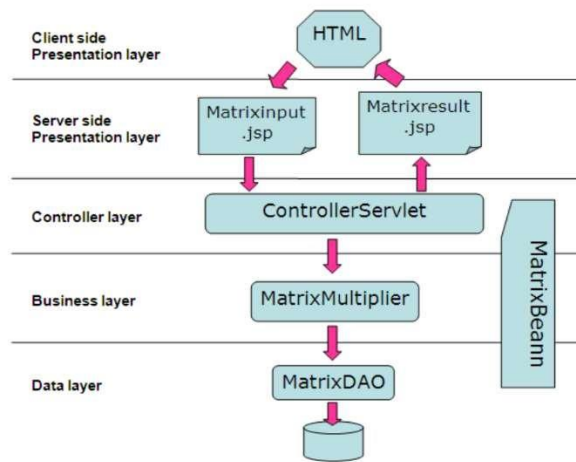 Client side
Presentation layer
HTML
Server side
Presentation layer
Matrixinput
.jsp
Matrixresult
.jsp
Controller layer
ControllerServlet
Business layer
MatrixMultiplier
MatrixBeann
Data layer
MatrixDAO